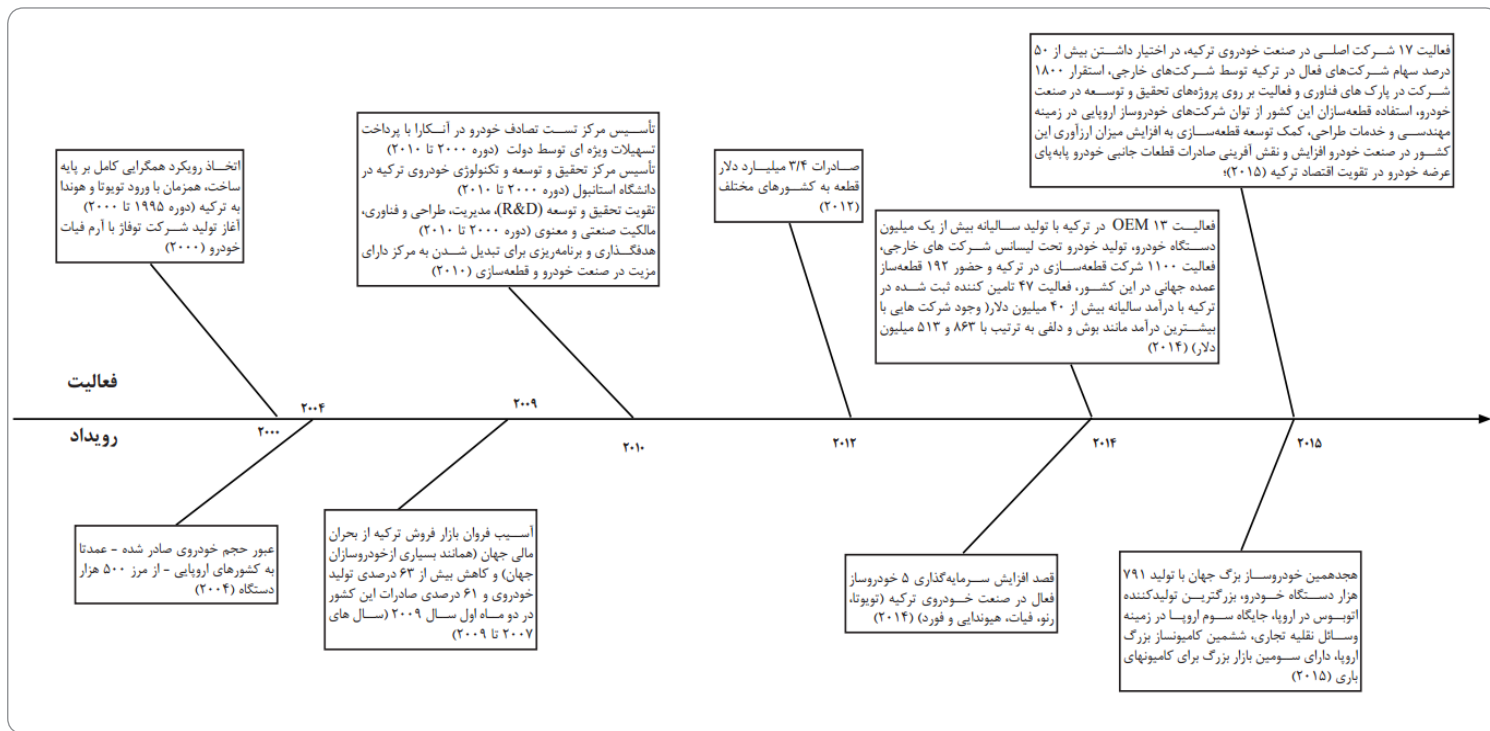 فعالیت ۱۷ شرکت اصلی در صنعت خودروی ترکیه، در اختیار داشتن بیش از ۵۰
درصد سهام شرکت‌های فعال در ترکیه توسط شرکت‌های خارجی، استقرار ۱۸۰۰
شرکت در پارک های فناوری و فعالیت بر روی پروژه‌های تحقیق و توسعه در صنعت
خودرو، استفاده قطعه‌سازان این کشور از توان شرکت‌های خودروساز اروپایی در زمینه
مهندسی و خدمات طراحی، کمک توسعه قطعه‌سازی به افزایش میزان ارزآوری این
کشور در صنعت خودرو افزایش و نقش آفرینی صادرات قطعات جانبی خودرو پابه‌پای
عرضه خودرو در تقویت اقتصاد ترکیه (۲۰۱۵)؛
فعالیت ۱۳ OEM در ترکیه با تولید سالیانه بیش از یک میلیون
دستگاه خودرو، تولید خودرو تحت لیسانس شرکت های خارجی،
فعالیت ۱۱۰۰ شرکت قطعه‌سازی در ترکیه و حضور ۱۹۲ قطعه‌ساز
عمده جهانی در این کشور، فعالیت ۴۷ تامین کننده ثبت شده در
ترکیه با درآمد سالیانه بیش از ۴۰ میلیون دلار( وجود شرکت هایی با
بیشترین درآمد مانند بوش و دلفی به ترتیب با ۸۶۳ و ۵۱۳ میلیون
دلار) (۲۰۱۴)
صادرات ۳/۴ میلیارد دلار
قطعه به کشورهای مختلف
(۲۰۱۲)
تأسیس مرکز تست تصادف خودرو در آنکارا با پرداخت
تسهیلات ویژه ای توسط دولت (دوره ۲۰۰۰ تا ۲۰۱۰)
تأسیس مرکز تحقیق و توسعه و تکنولوژی خودروی ترکیه در
دانشگاه استانبول (دوره ۲۰۰۰ تا ۲۰۱۰)
تقویت تحقیق و توسعه (R&D)، مدیریت، طراحی و فناوری،
مالکیت صنعتی و معنوی (دوره ۲۰۰۰ تا ۲۰۱۰)
هدفگذاری و برنامه‌ریزی برای تبدیل شدن به مرکز دارای
مزیت در صنعت خودرو و قطعه‌سازی (۲۰۱۰)
اتخاذ رویکرد همگرایی کامل بر پایه
ساخت، همزمان با ورود تویوتا و هوندا
به ترکیه (دوره ۱۹۹۵ تا ۲۰۰۰)
آغاز تولید شرکت توفاژ با آرم فیات
خودرو (۲۰۰۰)
فعالیت
رویداد
۲۰۰۰
۲۰۰۴
۲۰۰۹
۲۰۱۰
۲۰۱۲
۲۰۱۴
۲۰۱۵
عبور حجم خودروی صادر شده - عمدتا
به کشورهای اروپایی - از مرز ۵۰۰ هزار
دستگاه (۲۰۰۴)
آسیب فروان بازار فروش ترکیه از بحران
مالی جهان (همانند بسیاری ازخودروسازان
جهان) و کاهش بیش از ۶۳ درصدی تولید
خودروی و ۶۱ درصدی صادرات این کشور
در دو ماه اول سال ۲۰۰۹ (سال های
۲۰۰۷ تا ۲۰۰۹)
قصد افزایش سرمایه‌گذاری ۵ خودروساز
فعال در صنعت خودروی ترکیه (تویوتا،
رنو، فیات، هیوندایی و فورد) (۲۰۱۴)
هجدهمین خودروساز بزگ جهان با تولید ۷۹۱
هزار دستگاه خودرو، بزرگترین تولیدکننده
اتوبوس در اروپا، جایگاه سوم اروپا در زمینه
وسائل نقلیه تجاری، ششمین کامیونساز بزرگ
اروپا، دارای سومین بازار بزرگ برای کامیونهای
باری (۲۰۱۵)